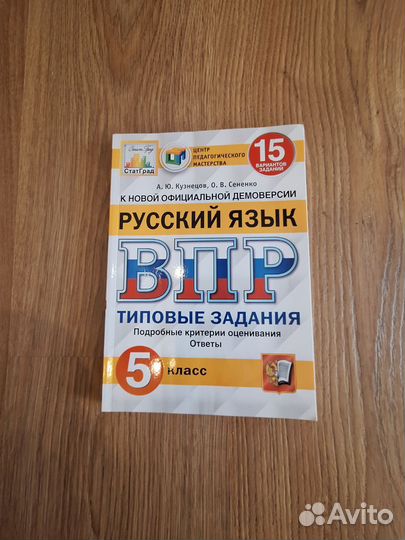 СтатГрад
ЦЕНТР
ПЕДАГОГИЧЕСКОГО
МАСТЕРСТВА
15
ВАРИАНТОВ
ЗАДАНИЙ
А. Ю. Кузнецов, О. В. Сененко
К НОВОЙ ОФИЦИАЛЬНОЙ ДЕМОВЕРСИИ
РУССКИЙ ЯЗЫК
ВПР
ТИПОВЫЕ ЗАДАНИЯ
Подробные критерии оценивания
Ответы
5 класс
Avito